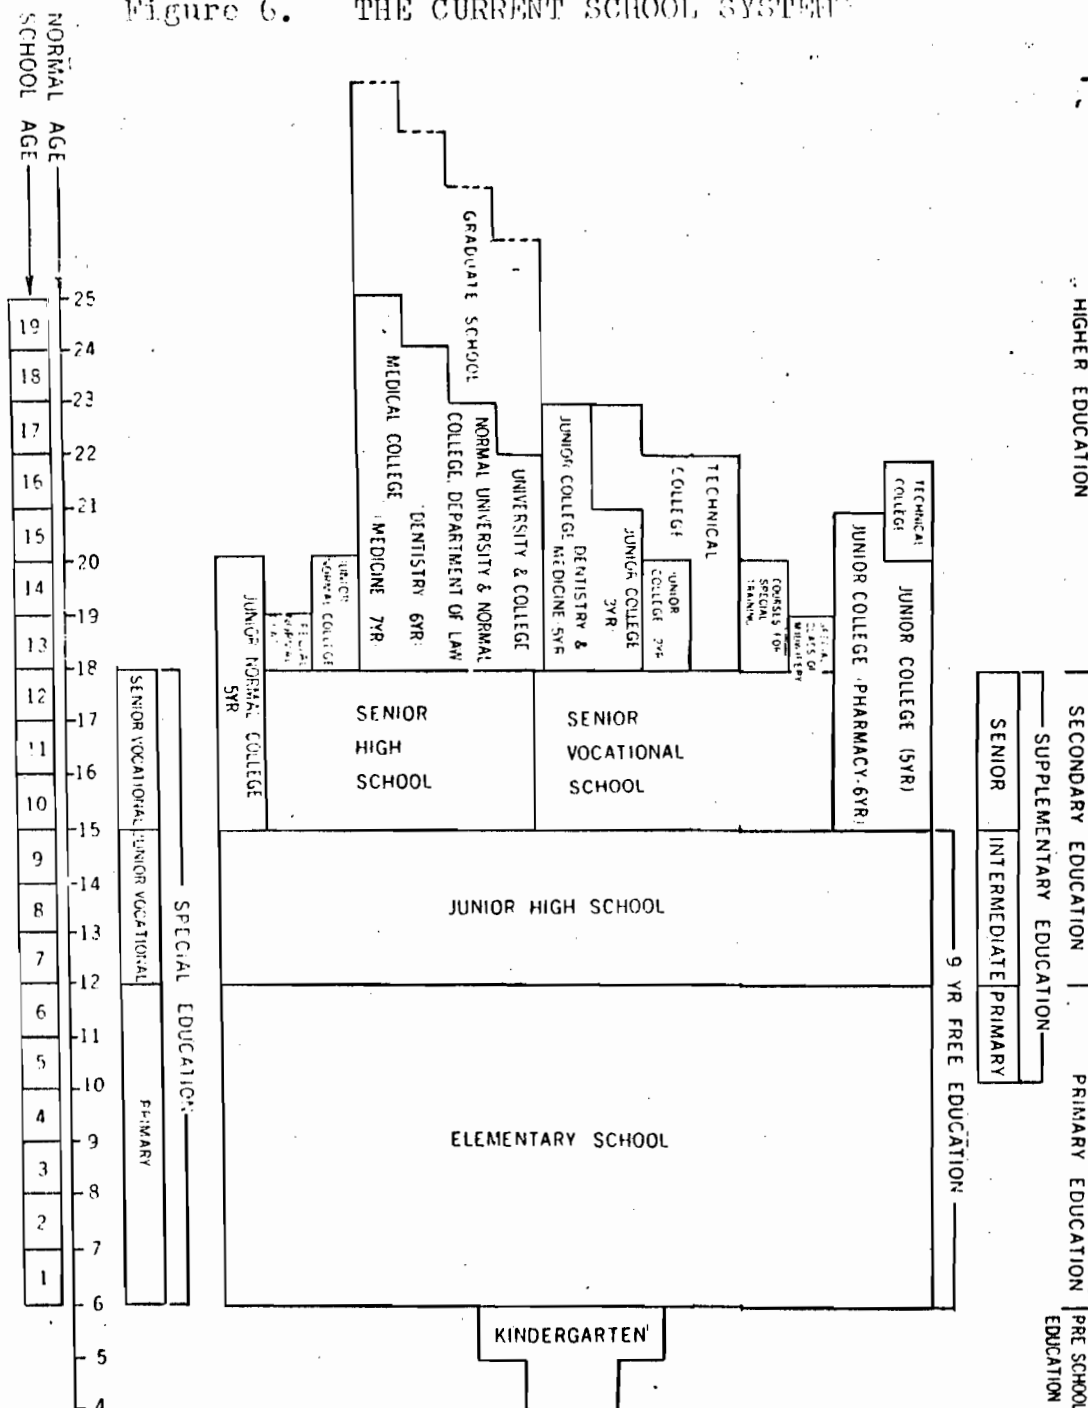 Figure 6. THE CURRENT SCHOOL SYSTEM
NORMAL AGE
SCHOOL AGE
25
24
23
22
21
20
19
18
17
16
15
14
13
12
11
10
9
8
7
6
5
4
19
18
17
16
15
14
13
12
11
10
9
8
7
6
5
4
3
2
1
SENIOR VOCATIONAL
JUNIOR VOCATIONAL
PRIMARY
SPECIAL EDUCATION
GRADUATE SCHOOL
MEDICAL COLLEGE
MEDICINE 7YR
DENTISTRY 6YR
NORMAL UNIVERSITY & NORMAL
COLLEGE, DEPARTMENT OF LAW
UNIVERSITY & COLLEGE
JUNIOR COLLEGE DENTISTRY &
MEDICINE 5YR
JUNIOR COLLEGE
3YR
JUNIOR
COLLEGE 2YR
TECHNICAL
COLLEGE
COURSES FOR
SPECIAL
TRAINING
SPECIAL
CLASS OF
MIDWIFERY
TECHNICAL
COLLEGE
JUNIOR COLLEGE (5YR)
JUNIOR COLLEGE (PHARMACY-6YR)
JUNIOR NORMAL COLLEGE
5YR
JUNIOR
NORMAL COLLEGE
SENIOR
HIGH
SCHOOL
SENIOR
VOCATIONAL
SCHOOL
JUNIOR HIGH SCHOOL
ELEMENTARY SCHOOL
KINDERGARTEN
9 YR FREE EDUCATION
SENIOR
INTERMEDIATE
PRIMARY
SUPPLEMENTARY EDUCATION
HIGHER EDUCATION
SECONDARY EDUCATION
PRIMARY EDUCATION
PRE SCHOOL
EDUCATION